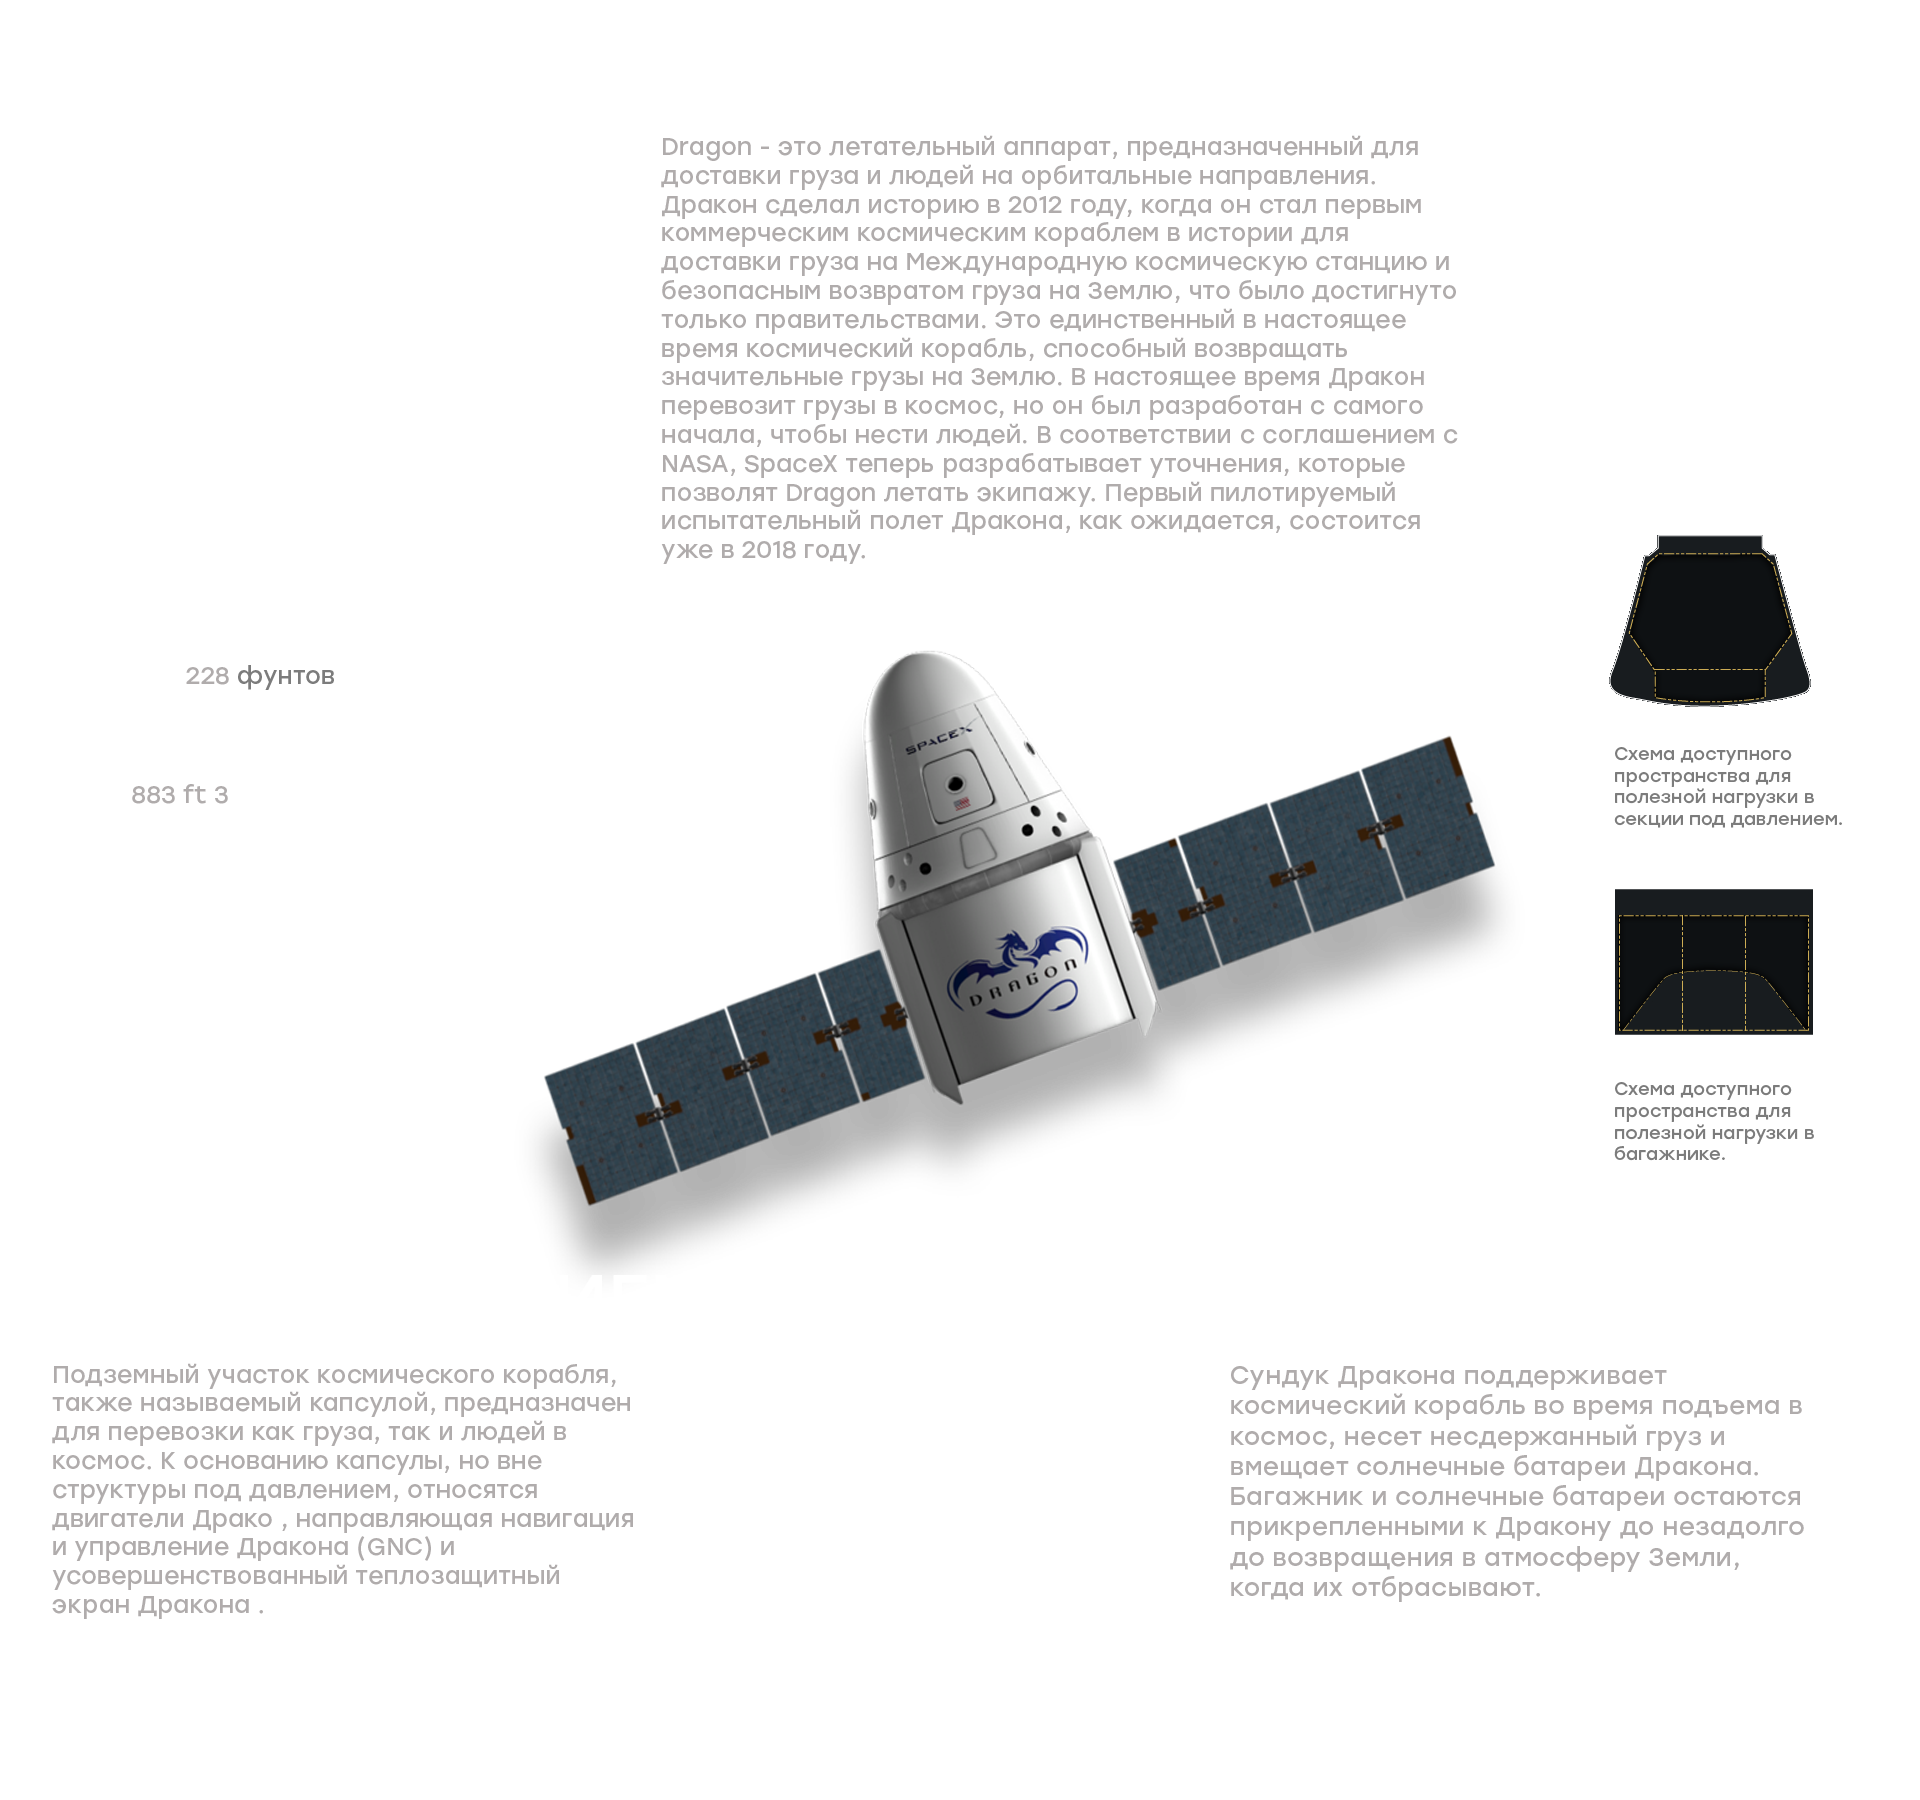 Dragon - это летательный аппарат, предназначенный для
доставки груза и людей на орбитальные направления.
Дракон сделал историю в 2012 году, когда он стал первым
коммерческим космическим кораблем в истории для
доставки груза на Международную космическую станцию и
безопасным возвратом груза на Землю, что было достигнуто
только правительствами. Это единственный в настоящее
время космический корабль, способный возвращать
значительные грузы на Землю. В настоящее время Дракон
перевозит грузы в космос, но он был разработан с самого
начала, чтобы нести людей. В соответствии с соглашением с
NASA, SpaceX теперь разрабатывает уточнения, которые
позволят Dragon летать экипажу. Первый пилотируемый
испытательный полет Дракона, как ожидается, состоится
уже в 2018 году.
228 фунтов
883 ft 3
SPACEX
DRAGON
Схема доступного
пространства для
полезной нагрузки в
секции под давлением.
Схема доступного
пространства для
полезной нагрузки в
багажнике.
Подземный участок космического корабля,
также называемый капсулой, предназначен
для перевозки как груза, так и людей в
космос. К основанию капсулы, но вне
структуры под давлением, относятся
двигатели Драко , направляющая навигация
и управление Дракона (GNC) и
усовершенствованный теплозащитный
экран Дракона .
Сундук Дракона поддерживает
космический корабль во время подъема в
космос, несет несдержанный груз и
вмещает солнечные батареи Дракона.
Багажник и солнечные батареи остаются
прикрепленными к Дракону до незадолго
до возвращения в атмосферу Земли,
когда их отбрасывают.